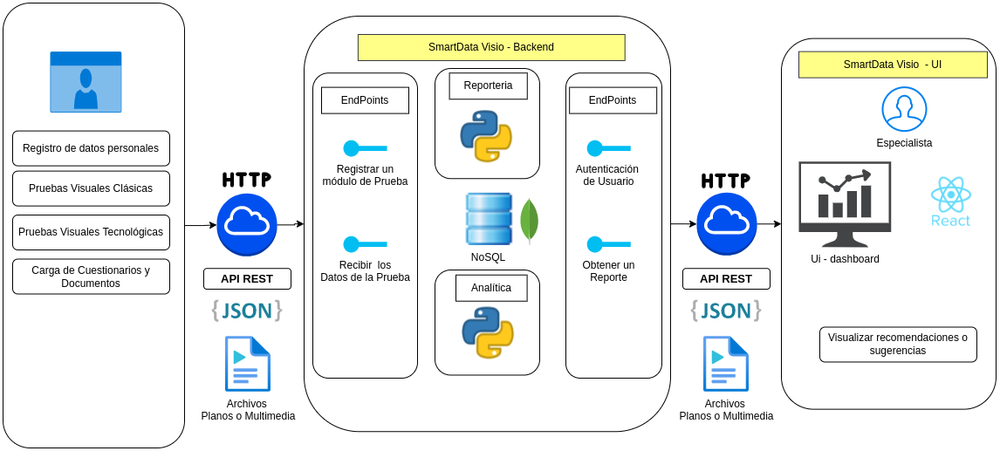 Registro de datos personales
Pruebas Visuales Clásicas
Pruebas Visuales Tecnológicas
Carga de Cuestionarios y
Documentos
HTTP
API REST
{JSON}
Archivos
Planos o Multimedia
SmartData Visio - Backend
EndPoints
Registrar un
módulo de Prueba
Recibir los
Datos de la Prueba
Reporteria
NoSQL
Analítica
EndPoints
Autenticación
de Usuario
Obtener un
Reporte
HTTP
API REST
{JSON}
Archivos
Planos o Multimedia
SmartData Visio - UI
Especialista
React
Ui - dashboard
Visualizar recomendaciones o
sugerencias